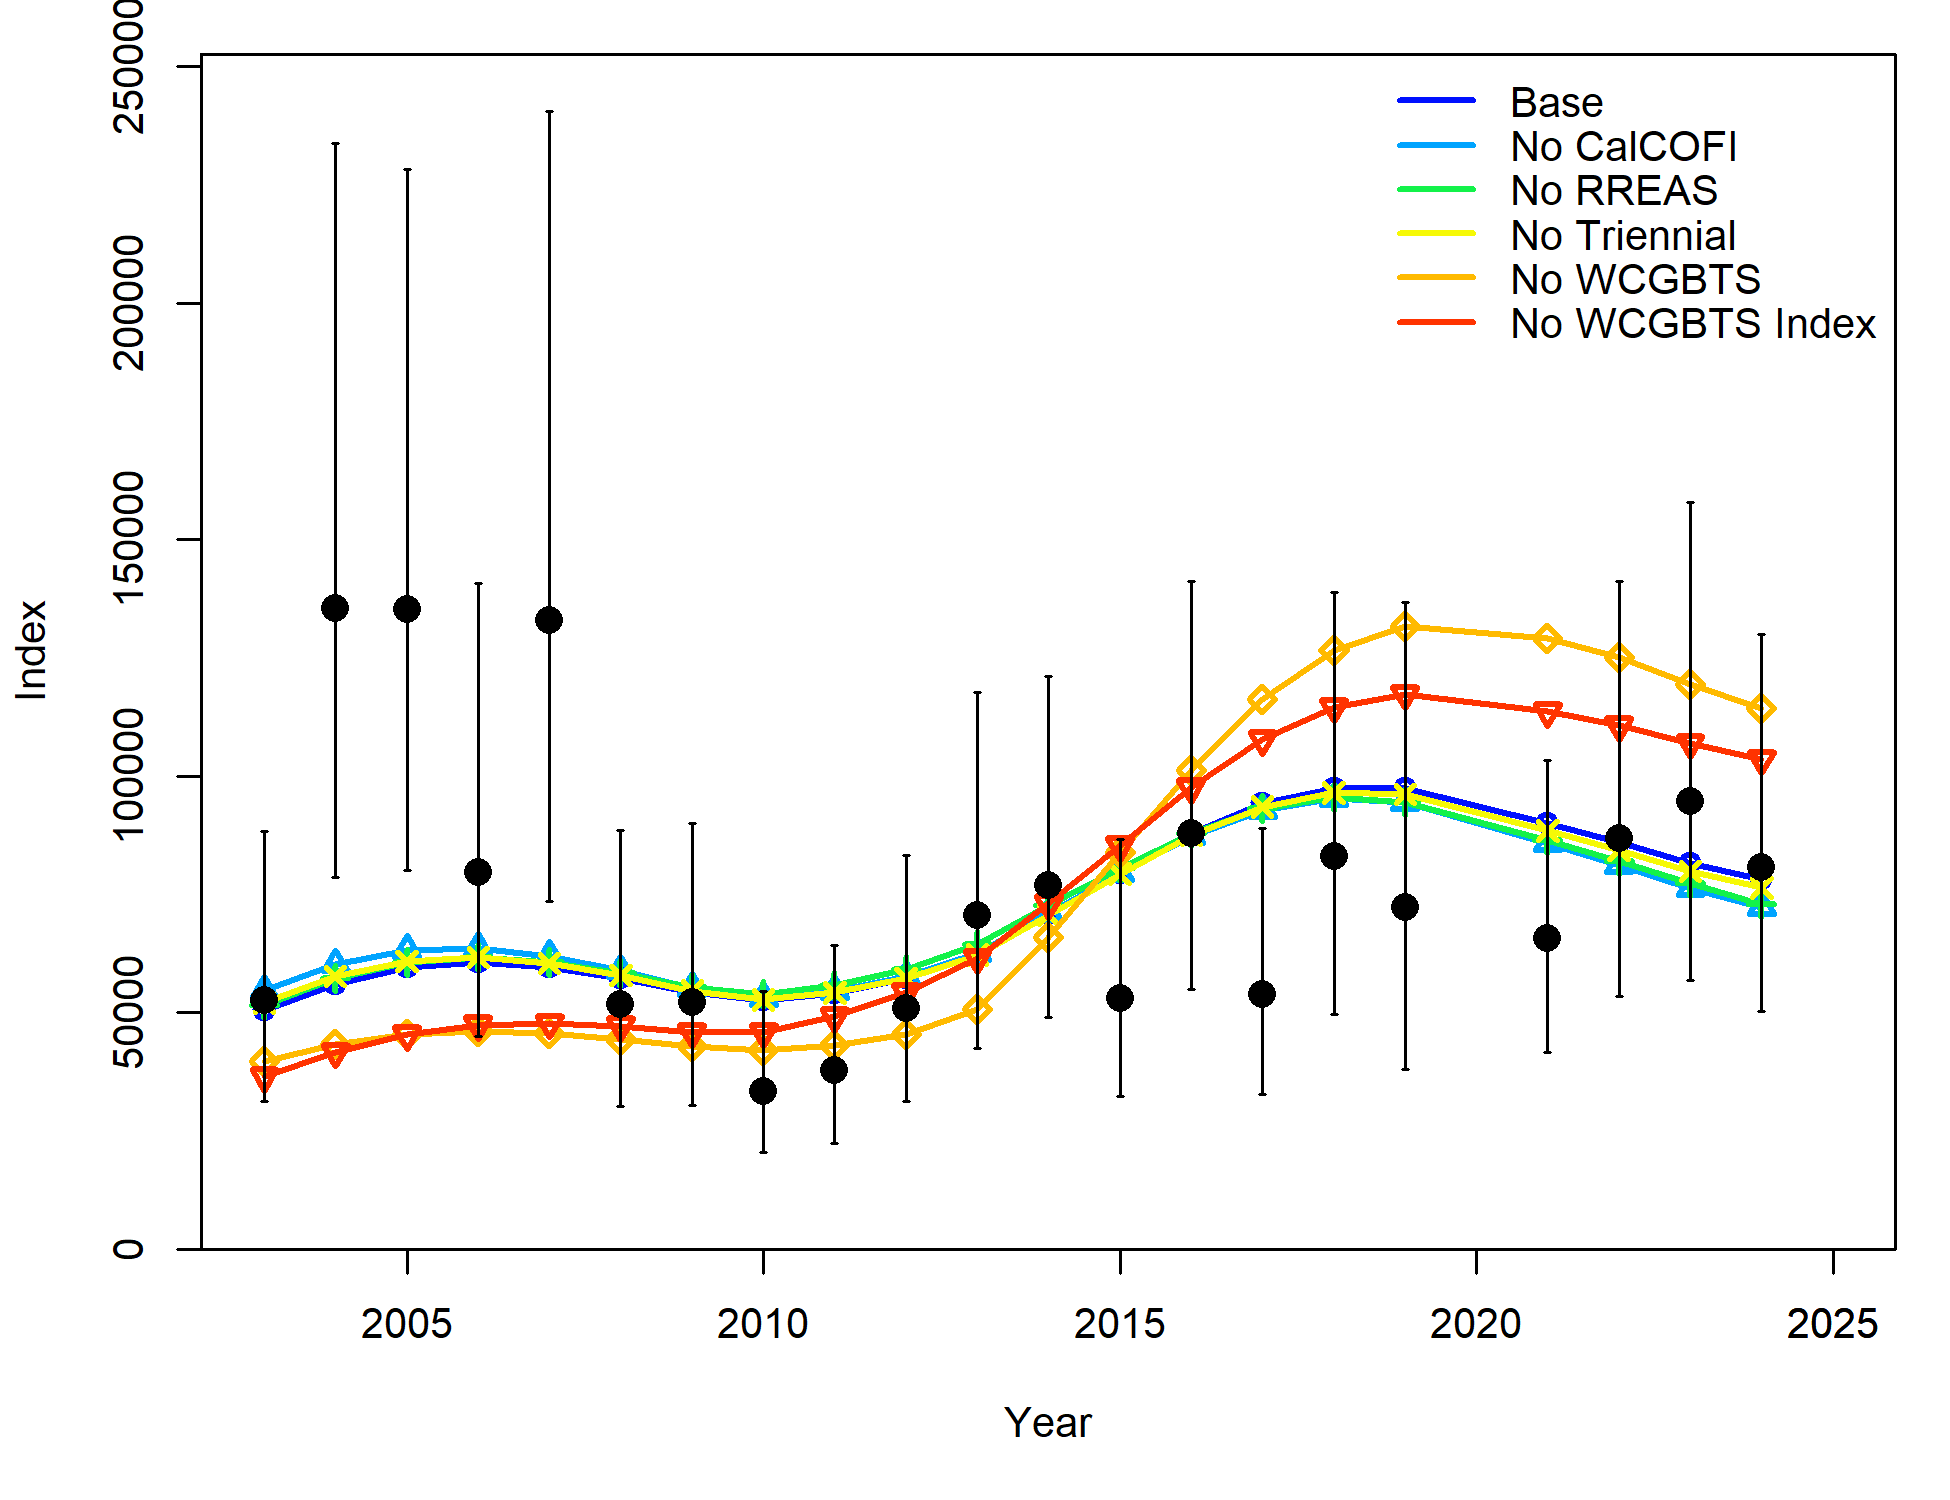 250000
200000
150000
100000
50000
0
Index
Base
No CalCOFI
No RREAS
No Triennial
No WCGBTS
No WCGBTS Index
2005
2010
2015
2020
2025
Year